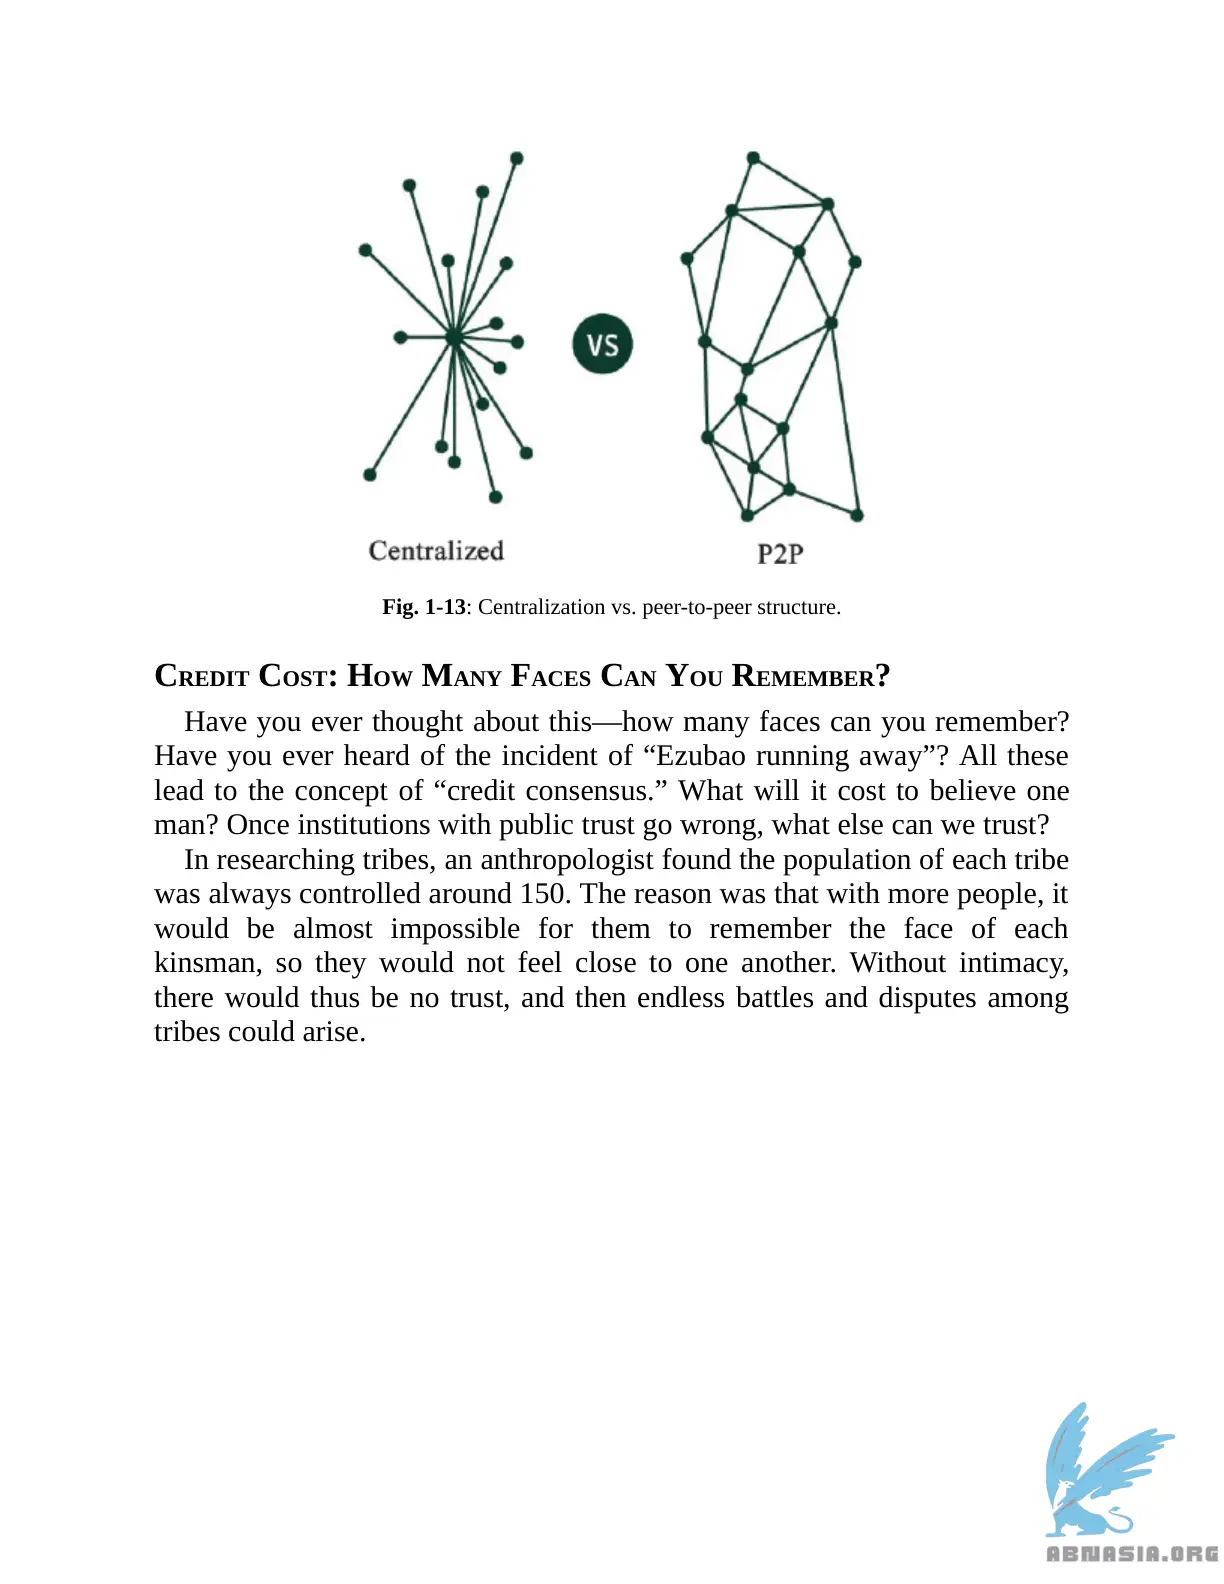 VS
Centralized
P2P
Fig. 1-13: Centralization vs. peer-to-peer structure.
CREDIT COST: HOW MANY FACES CAN YOU REMEMBER?
Have you ever thought about this—how many faces can you remember?
Have you ever heard of the incident of “Ezubao running away”? All these
lead to the concept of “credit consensus.” What will it cost to believe one
man? Once institutions with public trust go wrong, what else can we trust?
In researching tribes, an anthropologist found the population of each tribe
was always controlled around 150. The reason was that with more people, it
would be almost impossible for them to remember the face of each
kinsman, so they would not feel close to one another. Without intimacy,
there would thus be no trust, and then endless battles and disputes among
tribes could arise.
ABNASIA.ORG